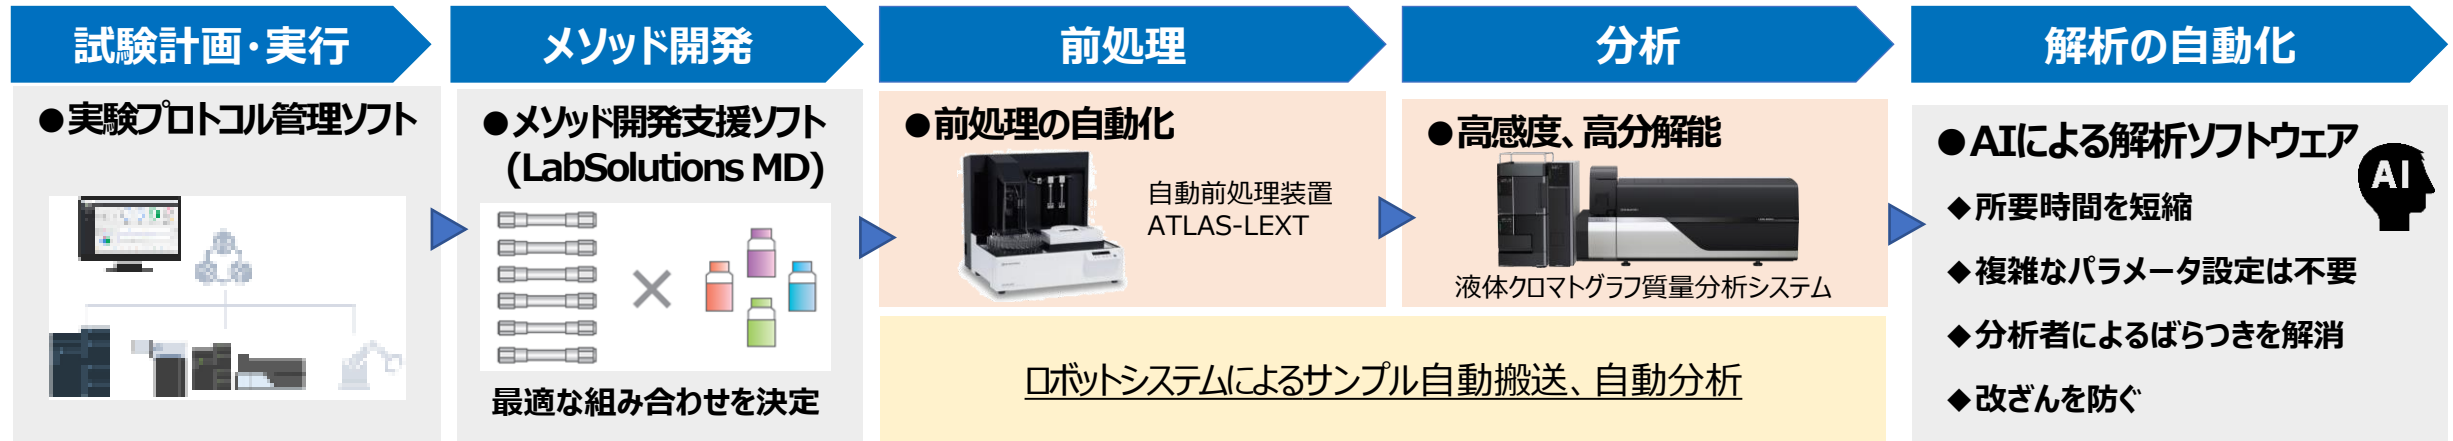 試験計画・実行
メソッド開発
前処理
分析
解析の自動化
●実験プロトコル管理ソフト
●メソッド開発支援ソフト
(LabSolutions MD)
最適な組み合わせを決定
●前処理の自動化
自動前処理装置
ATLAS-LEXT
●高感度、高分解能
液体クロマトグラフ質量分析システム
ロボットシステムによるサンプル自動搬送、自動分析
●AIによる解析ソフトウェア
AI
◆所要時間を短縮
◆複雑なパラメータ設定は不要
◆分析者によるばらつきを解消
◆改ざんを防ぐ